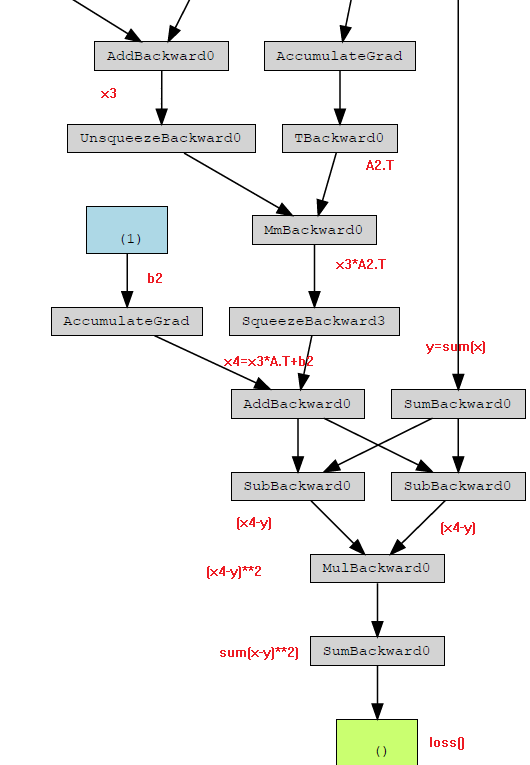 AddBackward0
AccumulateGrad
x3
UnsqueezeBackward0
TBackward0
A2.T
MmBackward0
(1)
x3*A2.T
b2
AccumulateGrad
SqueezeBackward3
y=sum(x)
x4=x3*A.T+b2
AddBackward0
SumBackward0
SubBackward0
SubBackward0
(x4-y)
(x4-y)
MulBackward0
(x4-y)**2
SumBackward0
sum(x-y)**2)
()
loss()